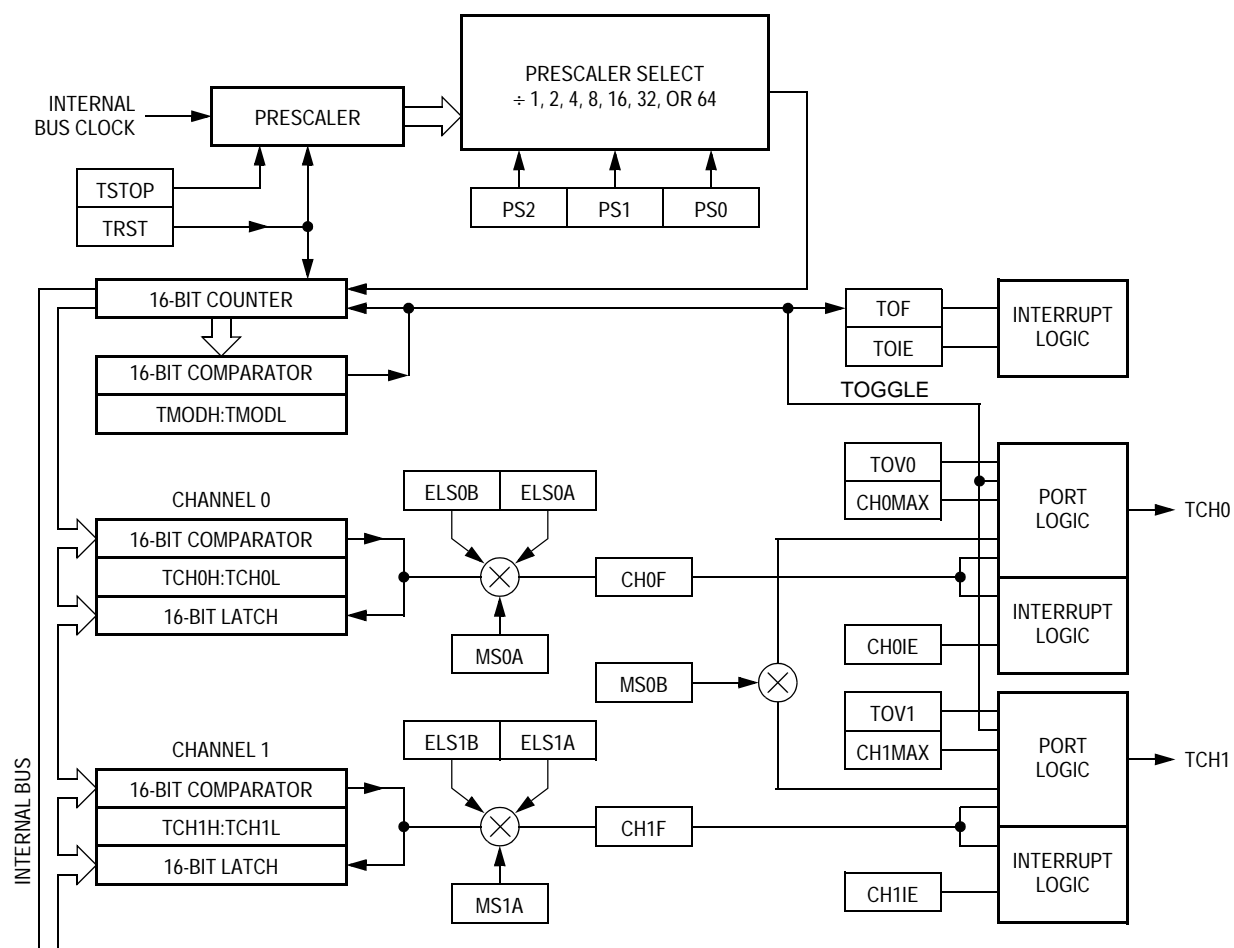 PRESCALER SELECT
÷ 1, 2, 4, 8, 16, 32, OR 64
INTERNAL
BUS CLOCK
PRESCALER
TSTOP
TRST
PS2
PS1
PS0
16-BIT COUNTER
16-BIT COMPARATOR
TMODH:TMODL
TOF
TOIE
INTERRUPT
LOGIC
TOGGLE
CHANNEL 0
16-BIT COMPARATOR
TCH0H:TCH0L
16-BIT LATCH
ELS0B
ELS0A
MS0A
CH0F
TOV0
CH0MAX
PORT
LOGIC
TCH0
CH0IE
INTERRUPT
LOGIC
MS0B
CHANNEL 1
16-BIT COMPARATOR
TCH1H:TCH1L
16-BIT LATCH
ELS1B
ELS1A
MS1A
CH1F
TOV1
CH1MAX
PORT
LOGIC
TCH1
CH1IE
INTERRUPT
LOGIC
INTERNAL BUS